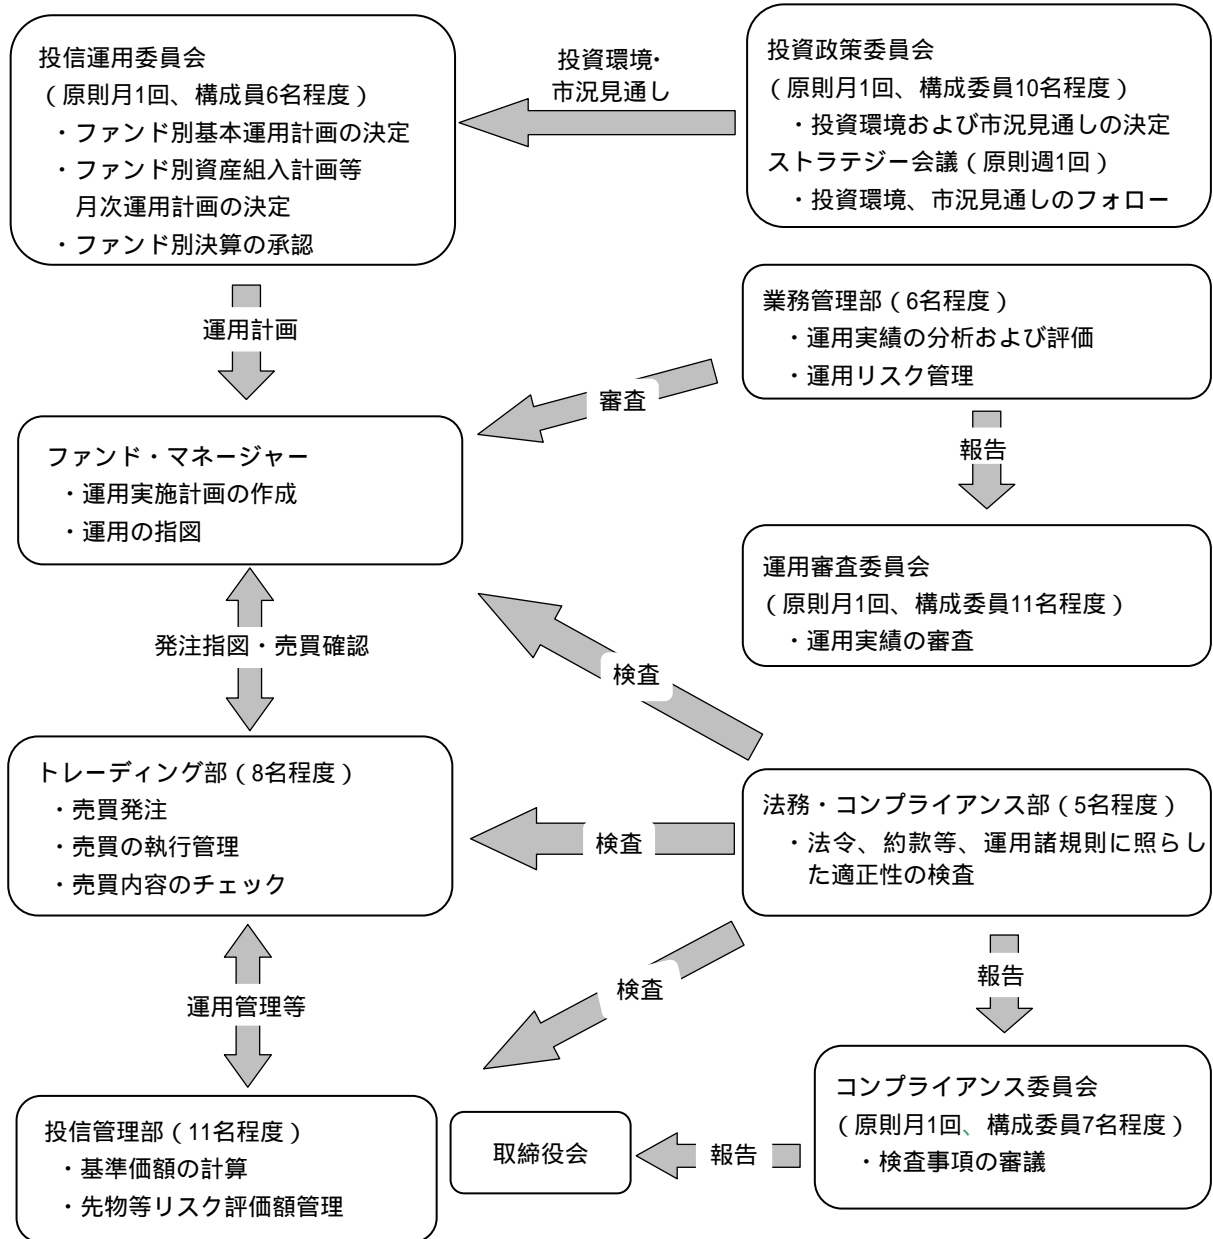 投信運用委員会
（原則月1回、構成員6名程度）
・ファンド別基本運用計画の決定
・ファンド別資産組入計画等
月次運用計画の決定
・ファンド別決算の承認
投資環境・
市況見通し
投資政策委員会
（原則月1回、構成委員10名程度）
・投資環境および市況見通しの決定
ストラテジー会議（原則週1回）
・投資環境、市況見通しのフォロー
運用計画
業務管理部（6名程度）
・運用実績の分析および評価
・運用リスク管理
審査
報告
ファンド・マネージャー
・運用実施計画の作成
・運用の指図
運用審査委員会
（原則月1回、構成委員11名程度）
・運用実績の審査
発注指図・売買確認
検査
トレーディング部（8名程度）
・売買発注
・売買の執行管理
・売買内容のチェック
検査
法務・コンプライアンス部（5名程度）
・法令、約款等、運用諸規則に照らし
た適正性の検査
運用管理等
検査
報告
投信管理部（11名程度）
・基準価額の計算
・先物等リスク評価額管理
取締役会
報告
コンプライアンス委員会
（原則月1回、構成委員7名程度）
・検査事項の審議